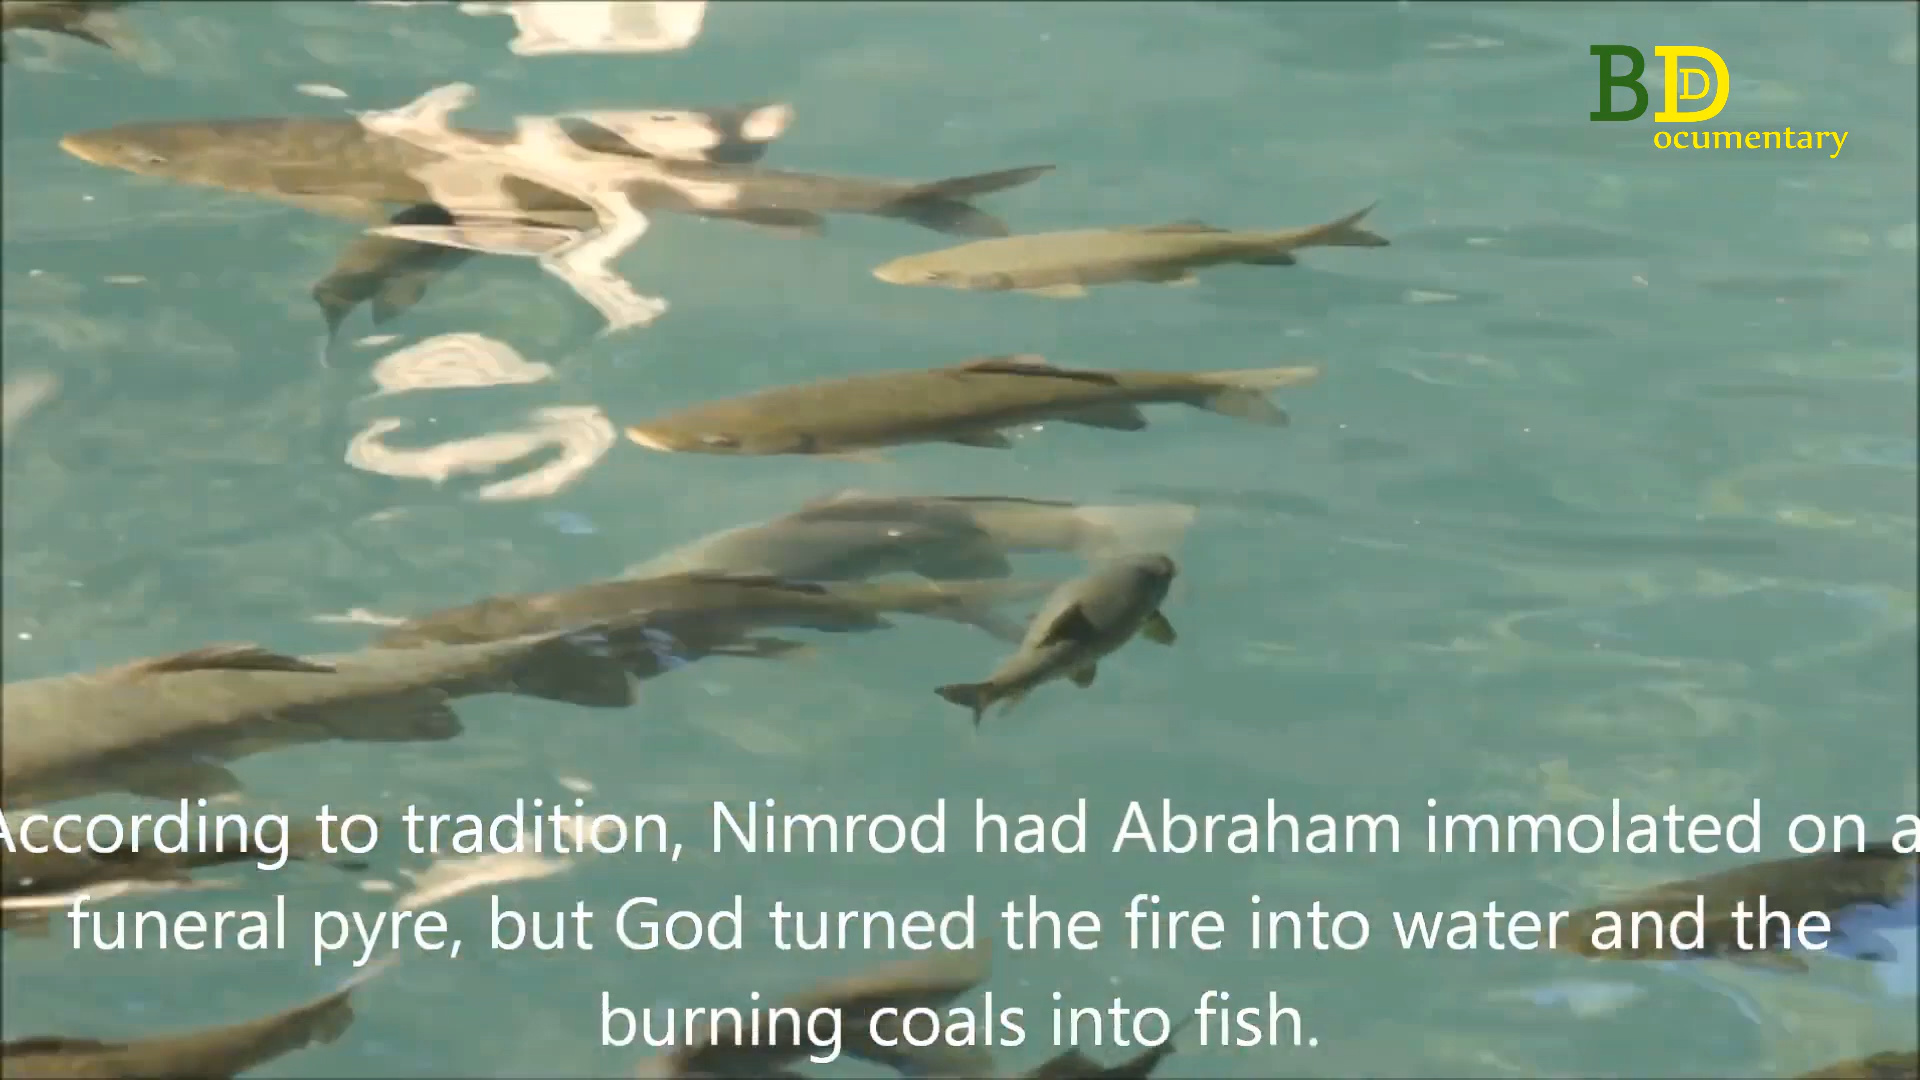 BD
D
ocumentary
According to tradition, Nimrod had Abraham immolated on a
funeral pyre, but God turned the fire into water and the
burning coals into fish.